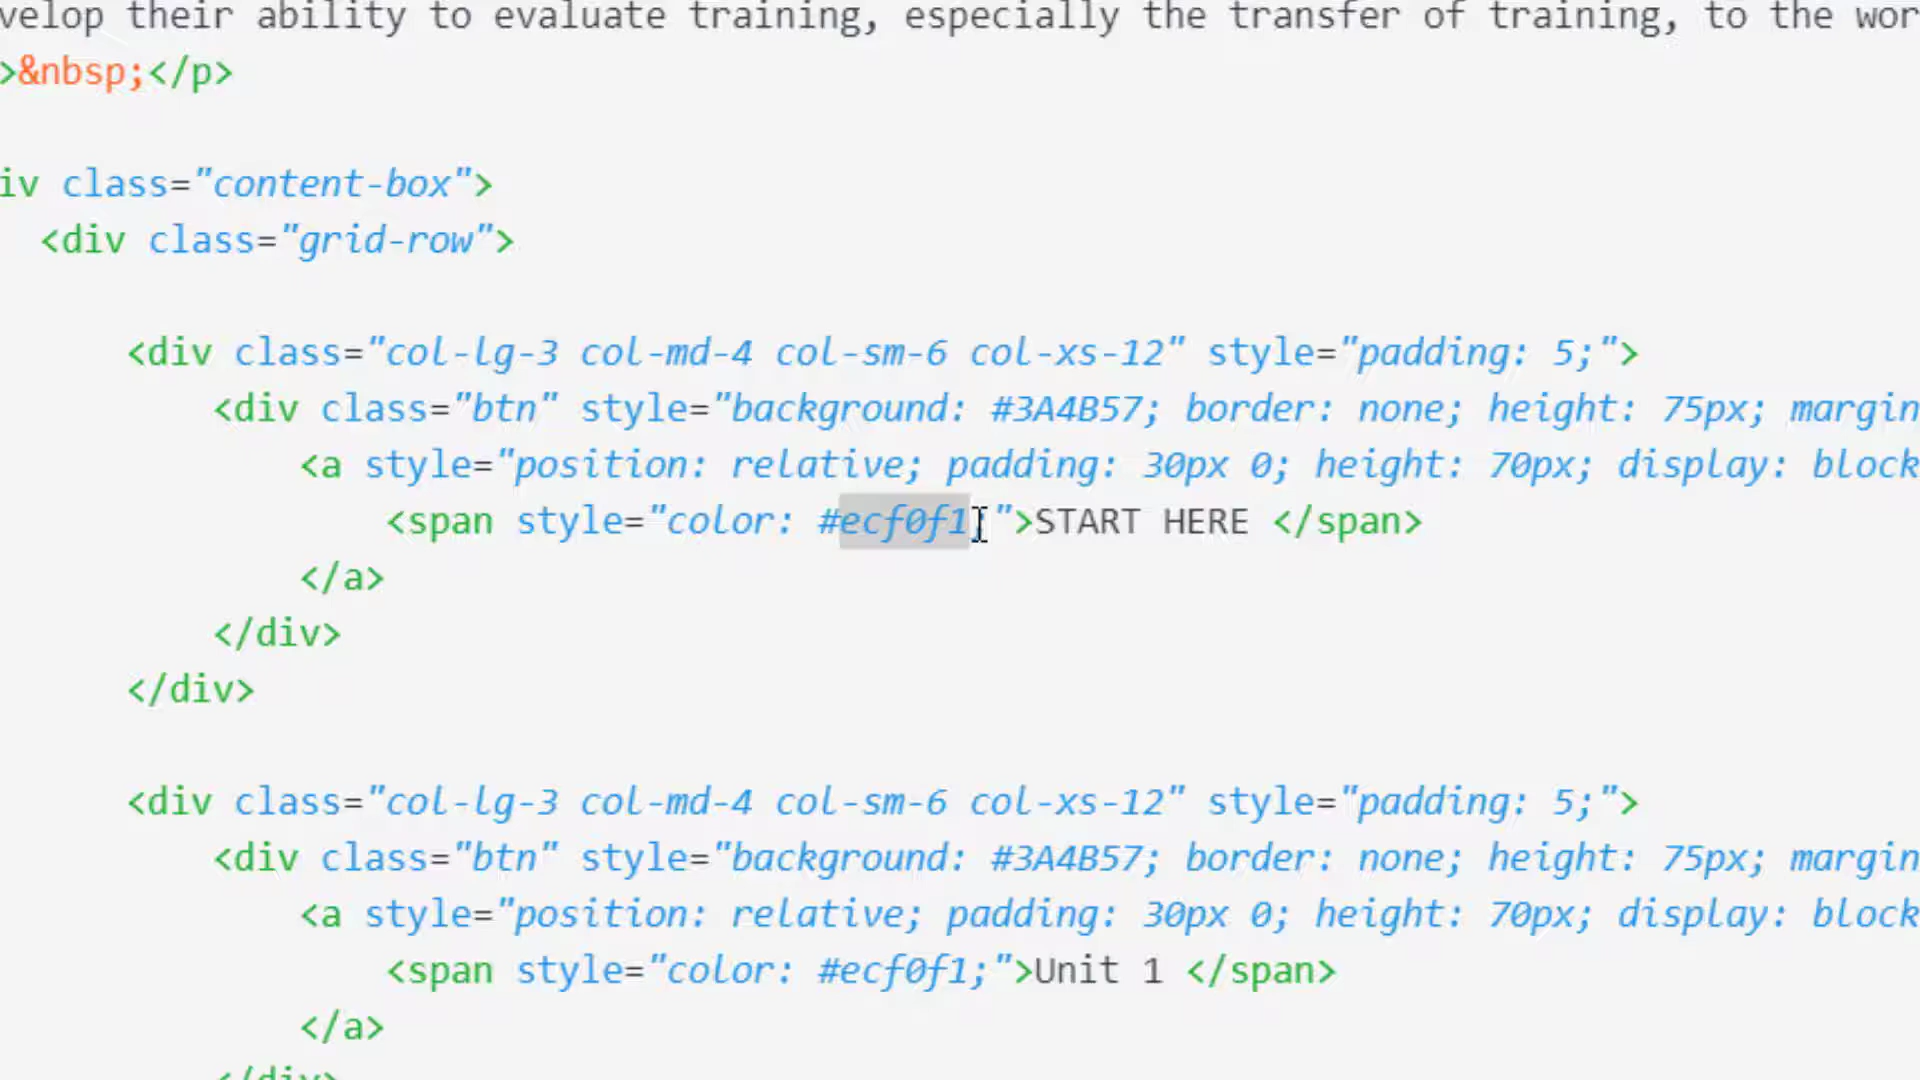 velop their ability to evaluate training, especially the transfer of training, to the wor
>&nbsp;</p>
iv class="content-box">
<div class="grid-row">
<div class="col-lg-3 col-md-4 col-sm-6 col-xs-12" style="padding: 5;">
<div class="btn" style="background: #3A4B57; border: none; height: 75px; margin
<a style="position: relative; padding: 30px 0; height: 70px; display: block
<span style="color: #ecf0f1;">START HERE </span>
</a>
</div>
</div>
<div class="col-lg-3 col-md-4 col-sm-6 col-xs-12" style="padding: 5;">
<div class="btn" style="background: #3A4B57; border: none; height: 75px; margin
<a style="position: relative; padding: 30px 0; height: 70px; display: block
<span style="color: #ecf0f1;">Unit 1 </span>
</a>
</div>